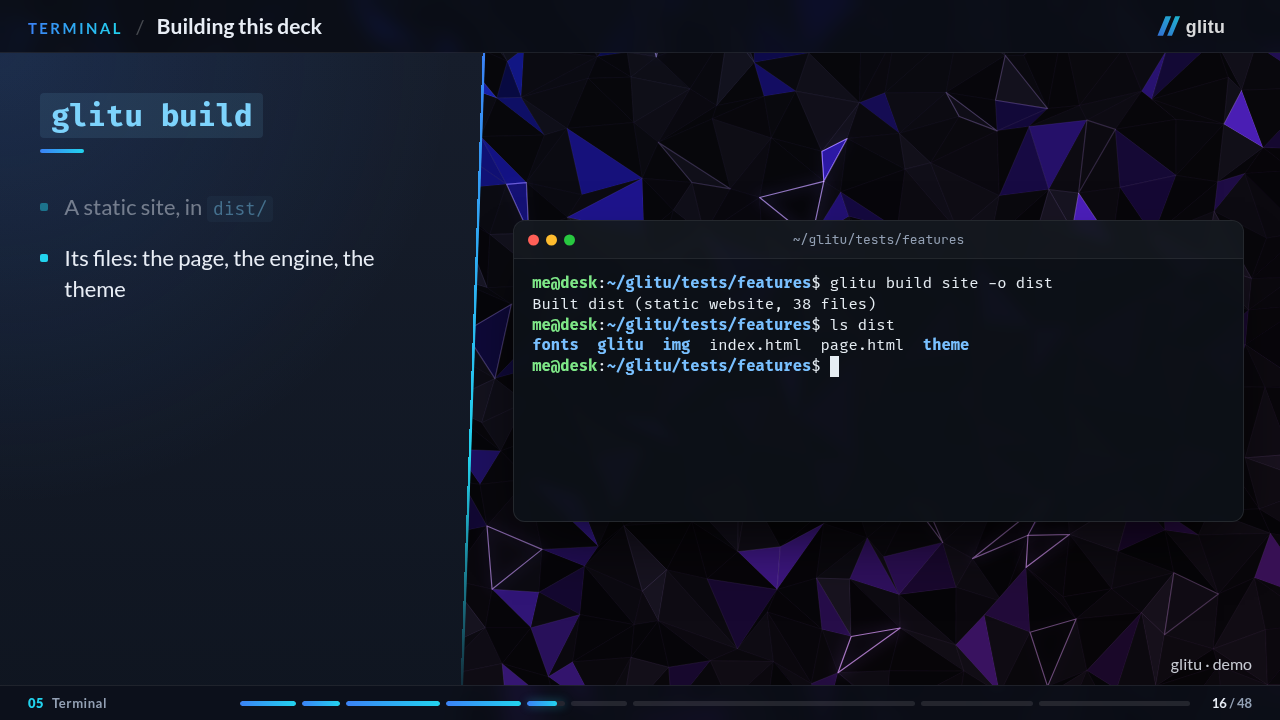 TERMINAL / Building this deck
glitu
glitu build
A static site, in dist/
Its files: the page, the engine, the
theme
~/glitu/tests/features
me@desk:~/glitu/tests/features$ glitu build site -o dist
Built dist (static website, 38 files)
me@desk:~/glitu/tests/features$ ls dist
fonts  glitu  img  index.html  page.html  theme
me@desk:~/glitu/tests/features$
glitu · demo
05 Terminal
16 / 48